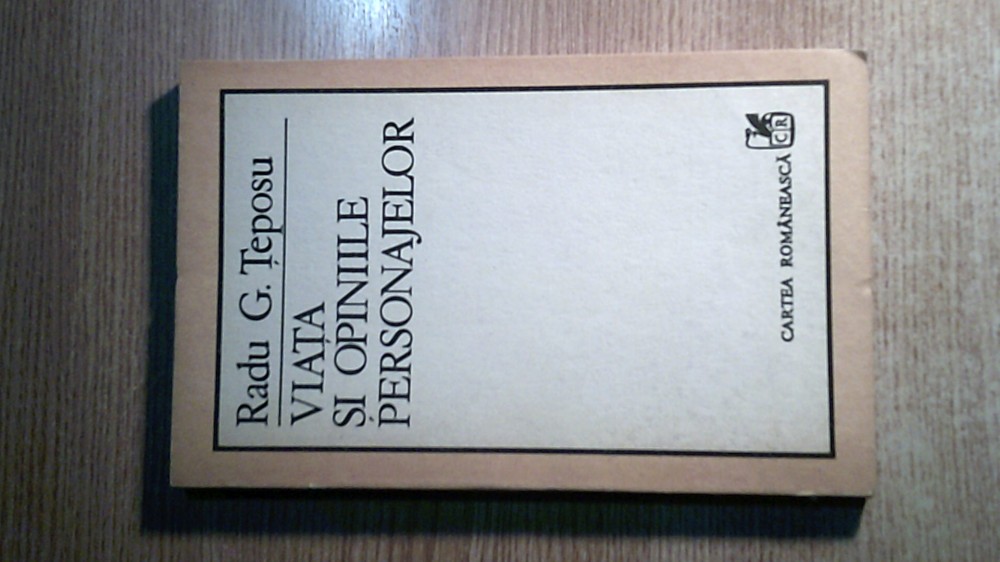 Radu G. Țeposu
VIAȚA
ȘI OPINIILE
PERSONAJELOR
CARTEA ROMÂNEASCĂ
CR